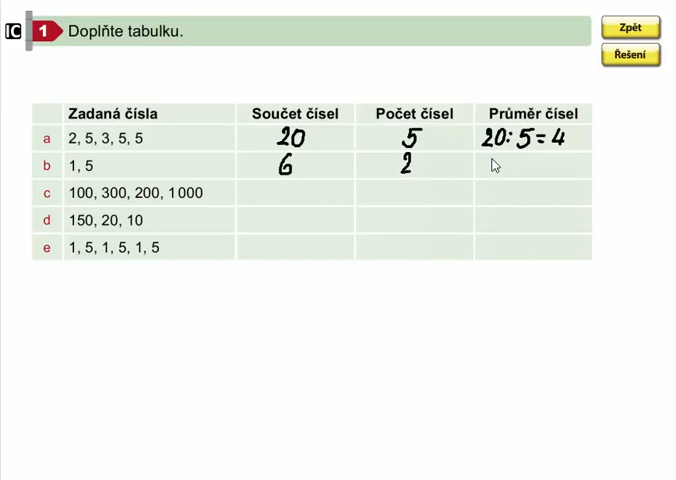 IC 1 Doplňte tabulku. Zpět
Řešení
Zadaná čísla Součet čísel Počet čísel Průměr čísel
a 2, 5, 3, 5, 5 20 5 20:5=4
b 1, 5 6 2
c 100, 300, 200, 1 000
d 150, 20, 10
e 1, 5, 1, 5, 1, 5